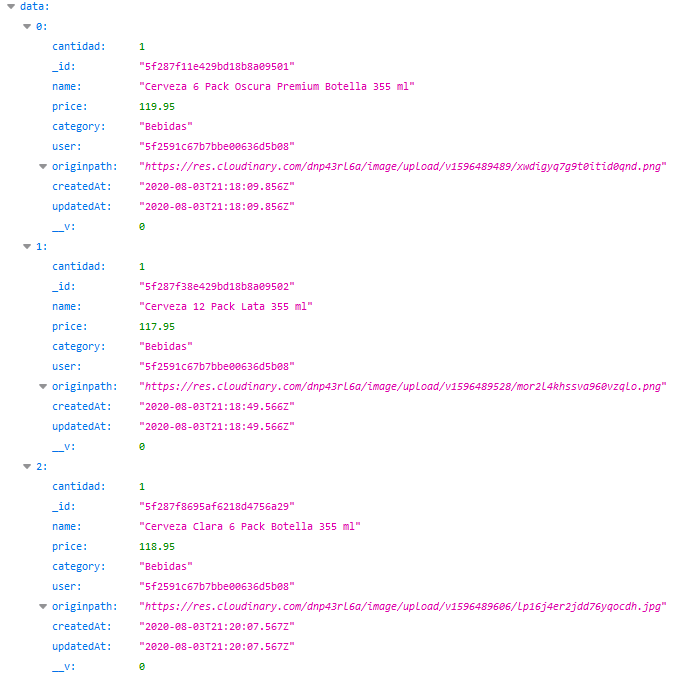 data:
0:
cantidad: 1
_id: "5f287f11e429bd18b8a09501"
name: "Cerveza 6 Pack Oscura Premium Botella 355 ml"
price: 119.95
category: "Bebidas"
user: "5f2591c67b7bbe00636d5b08"
originpath: "https://res.cloudinary.com/dnp43rl6a/image/upload/v1596489489/xwdigyq7g9t0itid0qnd.png"
createdAt: "2020-08-03T21:18:09.856Z"
updatedAt: "2020-08-03T21:18:09.856Z"
__v: 0
1:
cantidad: 1
_id: "5f287f38e429bd18b8a09502"
name: "Cerveza 12 Pack Lata 355 ml"
price: 117.95
category: "Bebidas"
user: "5f2591c67b7bbe00636d5b08"
originpath: "https://res.cloudinary.com/dnp43rl6a/image/upload/v1596489528/mor2l4khssva960vzqlo.png"
createdAt: "2020-08-03T21:18:49.566Z"
updatedAt: "2020-08-03T21:18:49.566Z"
__v: 0
2:
cantidad: 1
_id: "5f287f8695af6218d4756a29"
name: "Cerveza Clara 6 Pack Botella 355 ml"
price: 118.95
category: "Bebidas"
user: "5f2591c67b7bbe00636d5b08"
originpath: "https://res.cloudinary.com/dnp43rl6a/image/upload/v1596489606/lp16j4er2jdd76yqocdh.jpg"
createdAt: "2020-08-03T21:20:07.567Z"
updatedAt: "2020-08-03T21:20:07.567Z"
__v: 0